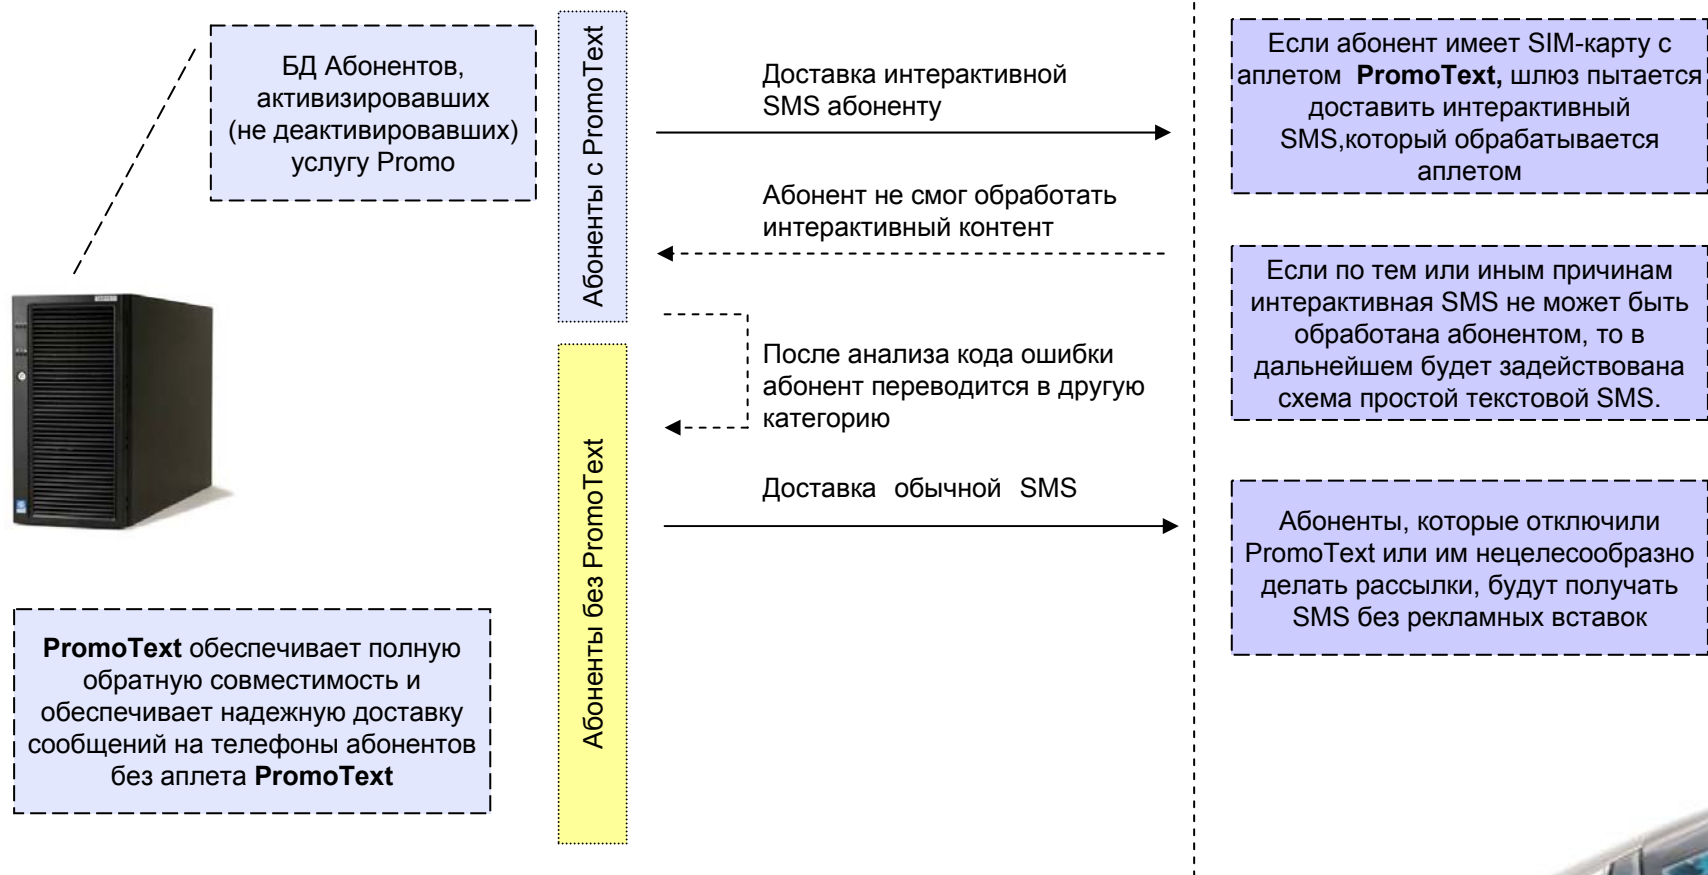 БД Абонентов,
активизировавших
(не деактивировавших)
услугу Promo
Абоненты с PromoText
Абоненты без PromoText
Доставка интерактивной
SMS абоненту
Абонент не смог обработать
интерактивный контент
После анализа кода ошибки
абонент переводится в другую
категорию
Доставка обычной SMS
Если абонент имеет SIM-карту с
аплетом PromoText, шлюз пытается
доставить интерактивный
SMS,который обрабатывается
аплетом
Если по тем или иным причинам
интерактивная SMS не может быть
обработана абонентом, то в
дальнейшем будет задействована
схема простой текстовой SMS.
Абоненты, которые отключили
PromoText или им нецелесообразно
делать рассылки, будут получать
SMS без рекламных вставок
PromoText обеспечивает полную
обратную совместимость и
обеспечивает надежную доставку
сообщений на телефоны абонентов
без аплета PromoText